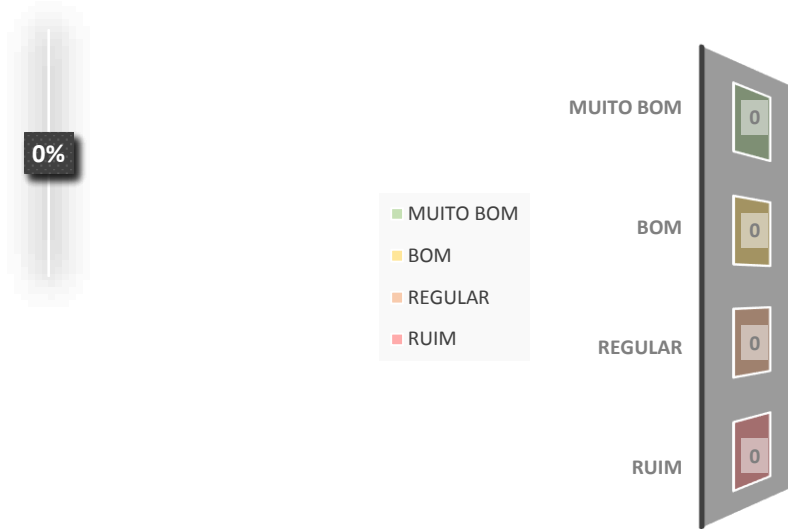 0%
MUITO BOM
BOM
REGULAR
RUIM
MUITO BOM 0
BOM 0
REGULAR 0
RUIM 0